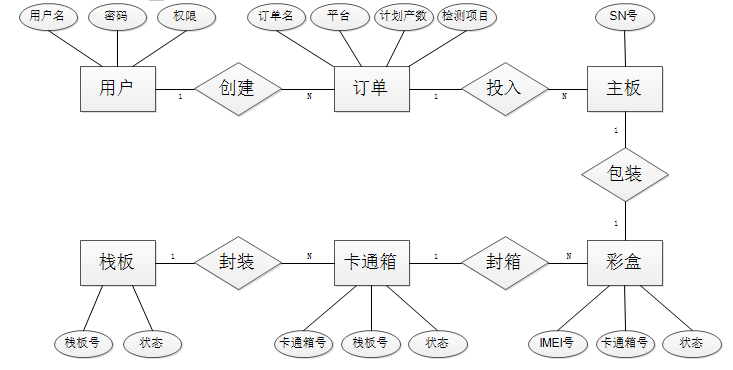 用户名 密码 权限 订单名 平台 计划产数 检测项目 SN号
用户 1 创建 N 订单 1 投入 N 主板
1
包装
1
栈板 1 封装 N 卡通箱 1 封箱 N 彩盒
栈板号 状态 卡通箱号 栈板号 状态 IMEI号 卡通箱号 状态